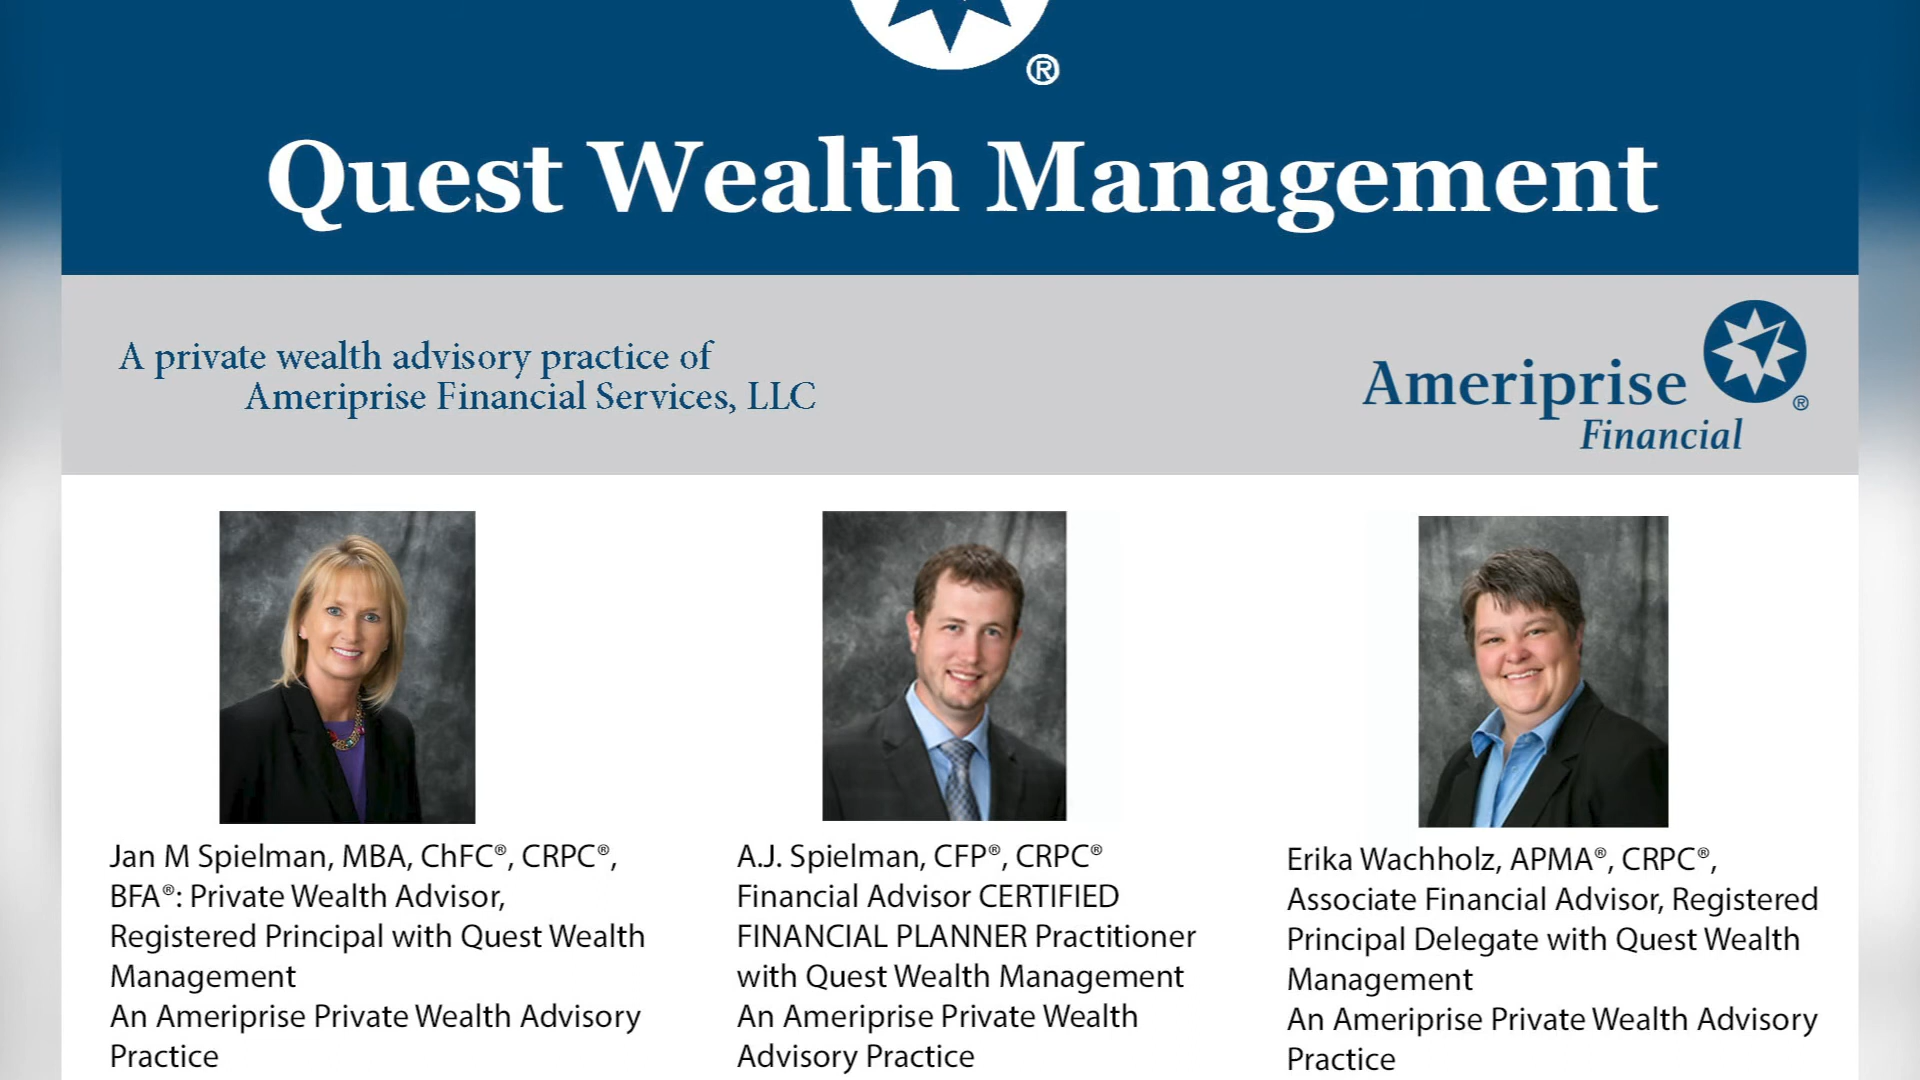 ®
Quest Wealth Management
A private wealth advisory practice of
Ameriprise Financial Services, LLC
Ameriprise®
Financial
Jan M Spielman, MBA, ChFC®, CRPC®,
BFA®: Private Wealth Advisor,
Registered Principal with Quest Wealth
Management
An Ameriprise Private Wealth Advisory
Practice
A.J. Spielman, CFP®, CRPC®
Financial Advisor CERTIFIED
FINANCIAL PLANNER Practitioner
with Quest Wealth Management
An Ameriprise Private Wealth
Advisory Practice
Erika Wachholz, APMA®, CRPC®,
Associate Financial Advisor, Registered
Principal Delegate with Quest Wealth
Management
An Ameriprise Private Wealth Advisory
Practice